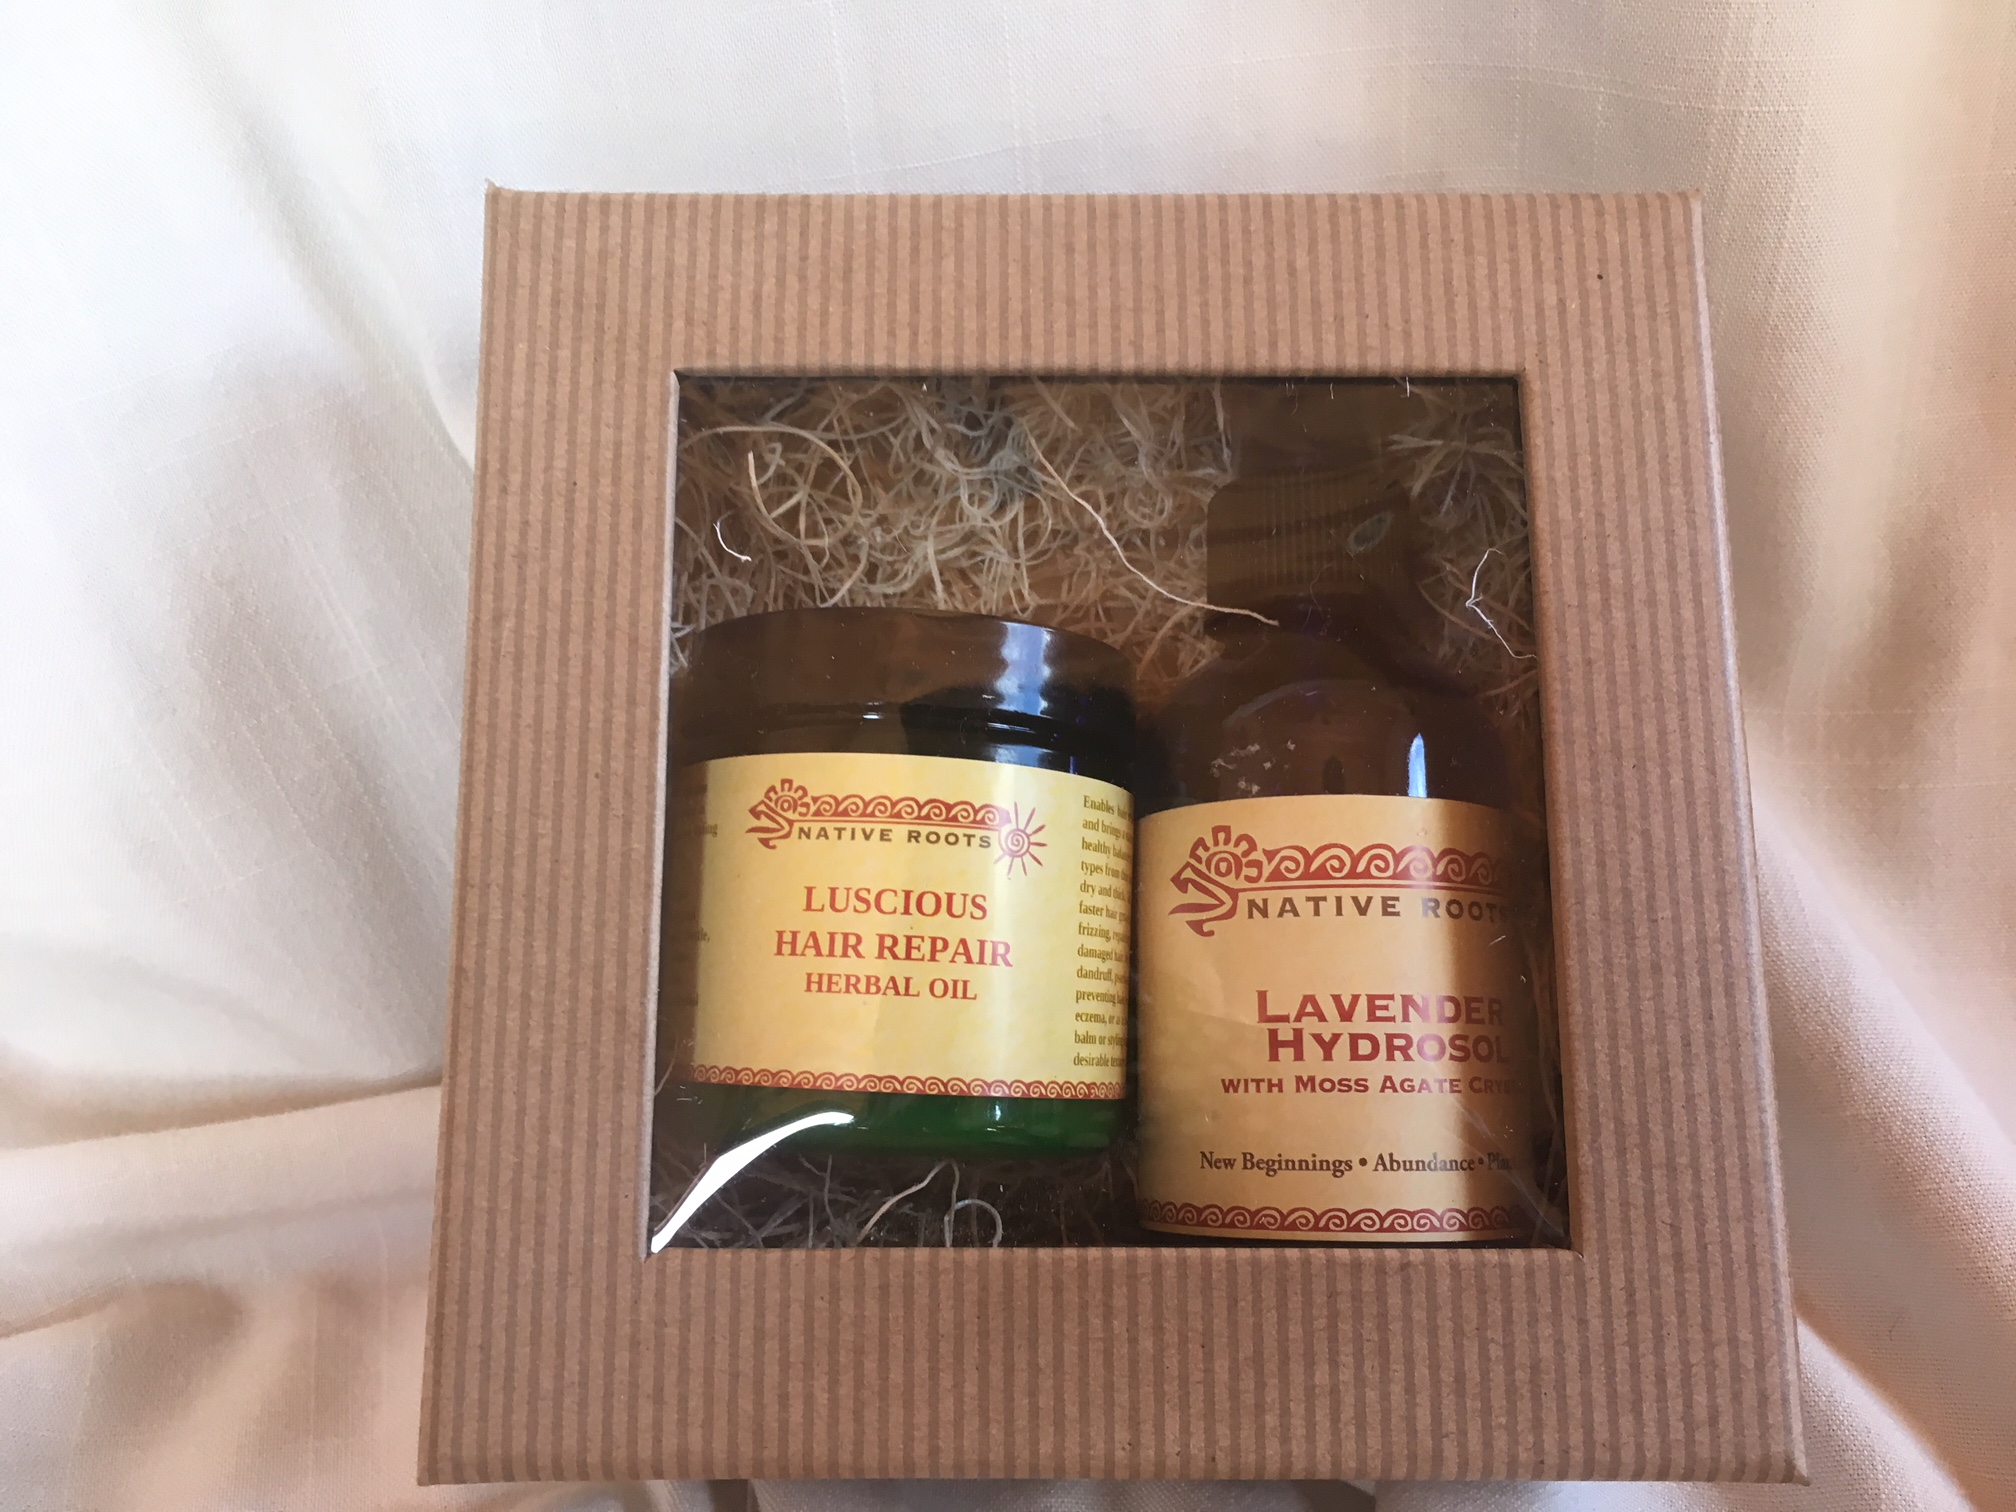 NATIVE ROOTS
LUSCIOUS
HAIR REPAIR
HERBAL OIL
Enables
and brings
healthy
types from
dry and
faster hair
frizzing,
damaged
dandruff,
preventing
eczema, or
balm or
desirable
NATIVE ROOTS
LAVENDER
HYDROSOL
WITH MOSS AGATE
New Beginnings • Abundance •